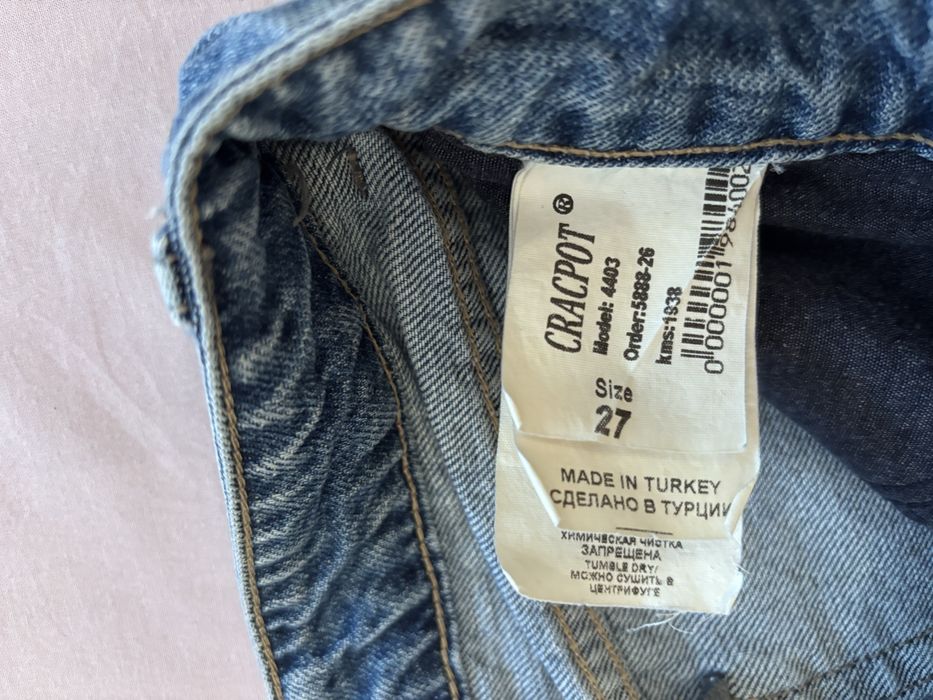 CRACPOT ®
Model: 4403
Order:5888-26
kms:1938
Size
27
MADE IN TURKEY
СДЕЛАНО В ТУРЦИИ
ХИМИЧЕСКАЯ ЧИСТКА
ЗАПРЕЩЕНА
TUMBLE DRY/
МОЖНО СУШИТЬ В
ЦЕНТРИФУГЕ